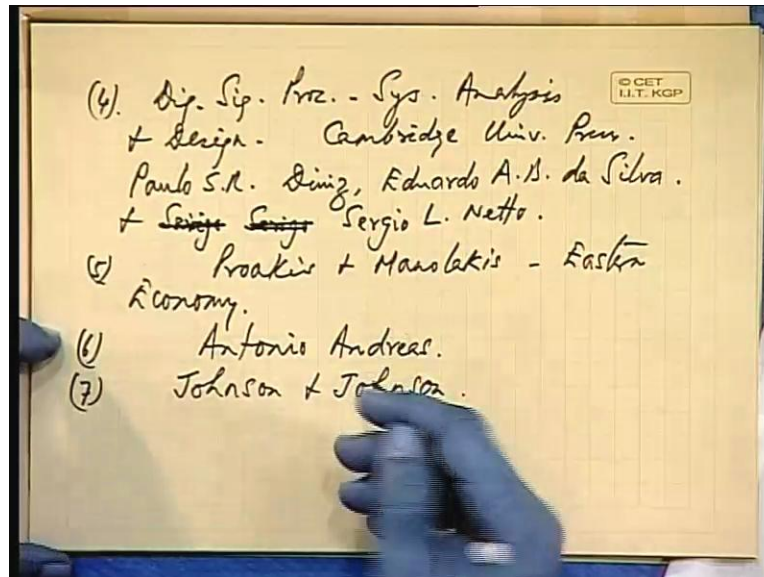 © CET
I.I.T. KGP
(4). Dig. Sig. Proc. - Sys. Analysis
+ Design. Cambridge Univ. Press.
Paulo S.R. Diniz, Eduardo A.B. da Silva.
+ Sergio L. Netto.
(5) Proakis + Manolakis - Eastern
Economy.
(6) Antonio Andreas.
(7) Johnson + Johnson.